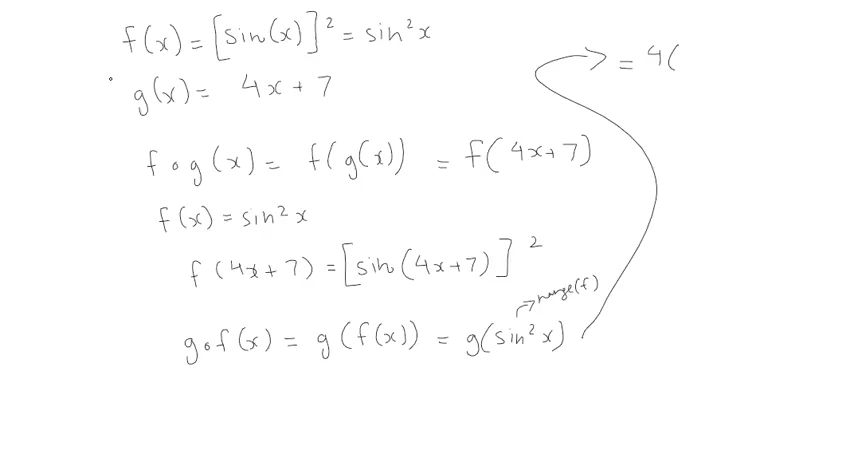 f(x) = [sin(x)]² = sin²x
g(x) = 4x + 7
f∘g(x) = f(g(x)) = f(4x+7)
f(x) = sin²x
f(4x+7) = [sin(4x+7)]²
→ range(f)
g∘f(x) = g(f(x)) = g(sin²x)
= 4(